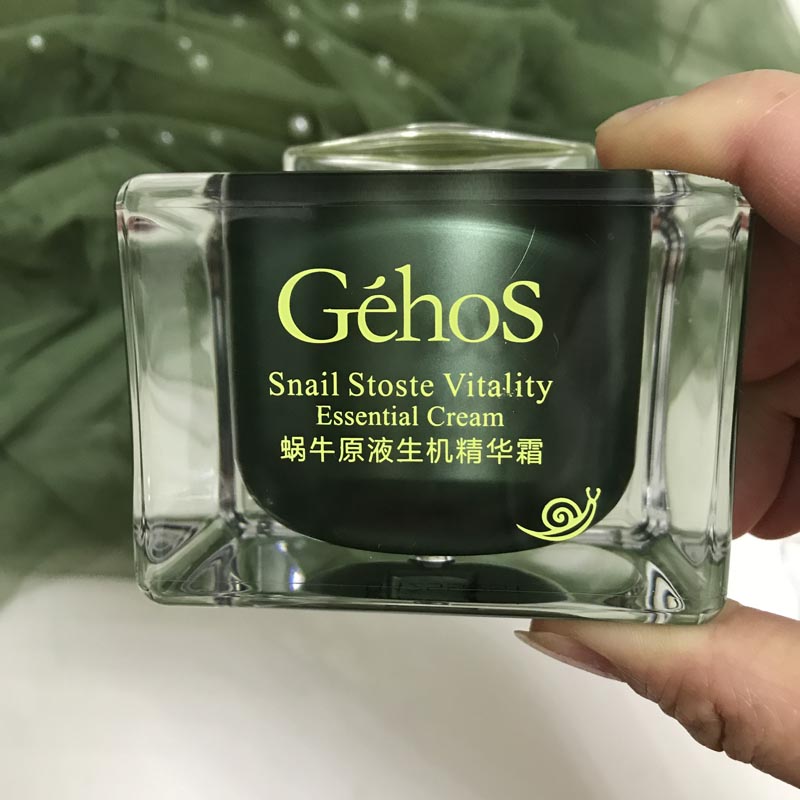 Géhos
Snail Stoste Vitality
Essential Cream
蜗牛原液生机精华霜